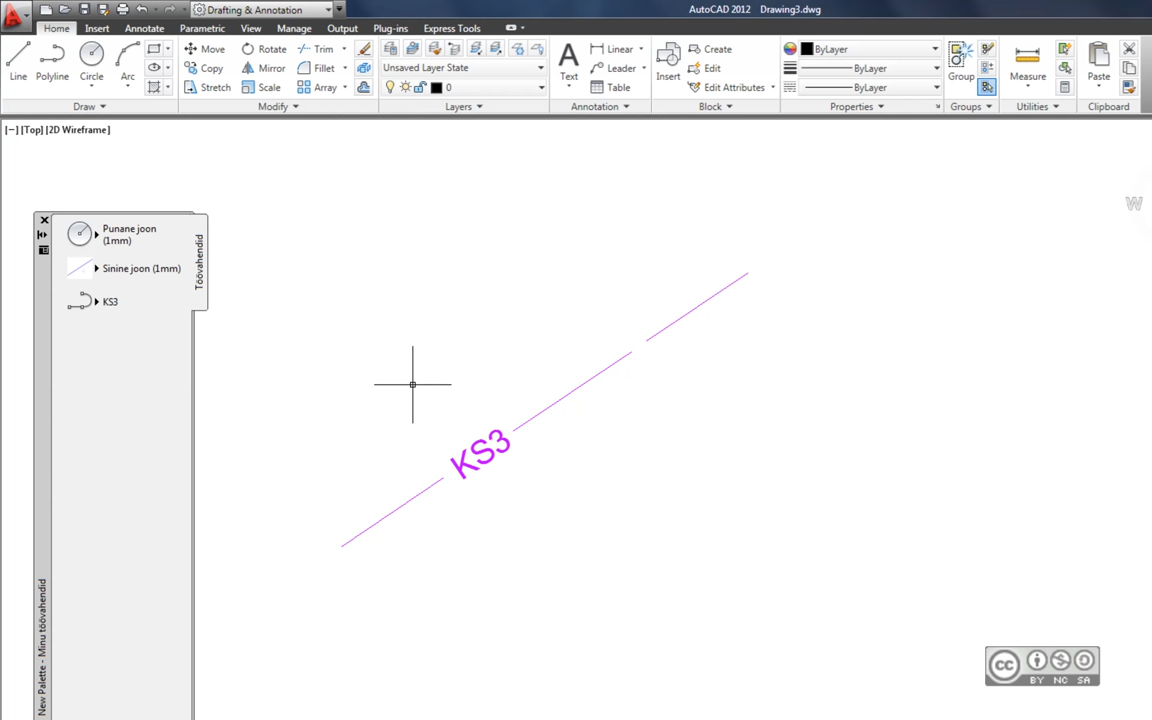 Drafting & Annotation
AutoCAD 2012 Drawing3.dwg
Home Insert Annotate Parametric View Manage Output Plug-ins Express Tools
Move Rotate Trim
Copy Mirror Fillet
Stretch Scale Array
Line Polyline Circle Arc
Unsaved Layer State
0
Text
Linear
Leader
Table
Insert
Create
Edit
Edit Attributes
ByLayer
ByLayer
ByLayer
Group
Measure
Paste
Draw Modify Layers Annotation Block Properties Groups Utilities Clipboard
[−] [Top] [2D Wireframe]
W
Punane joon
(1mm)
Sinine joon (1mm)
KS3
Töövahendid
New Palette - Minu töövahendid
KS3
cc
BY NC SA